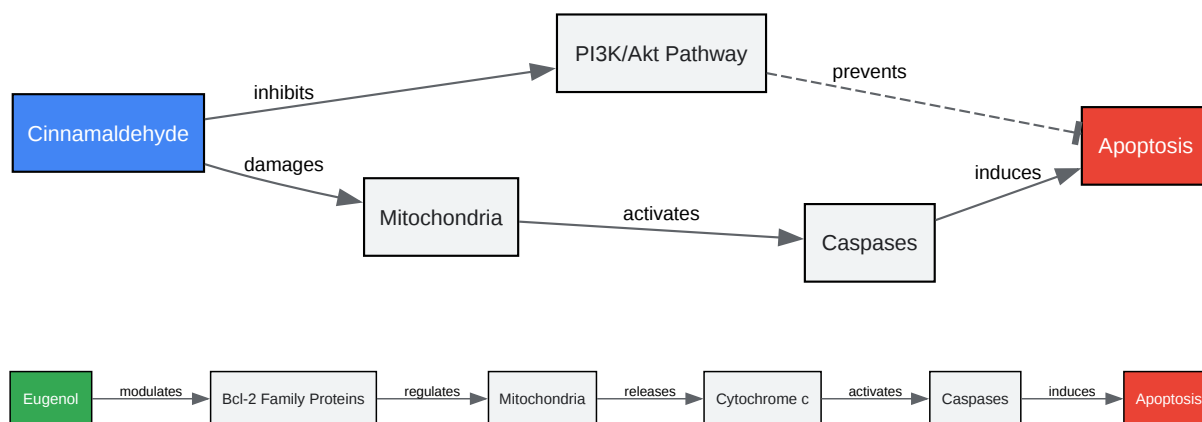 PI3K/Akt Pathway
prevents
inhibits
Cinnamaldehyde
Apoptosis
damages
induces
Mitochondria
activates
Caspases
Eugenol
modulates
Bcl-2 Family Proteins
regulates
Mitochondria
releases
Cytochrome c
activates
Caspases
induces
Apoptosis